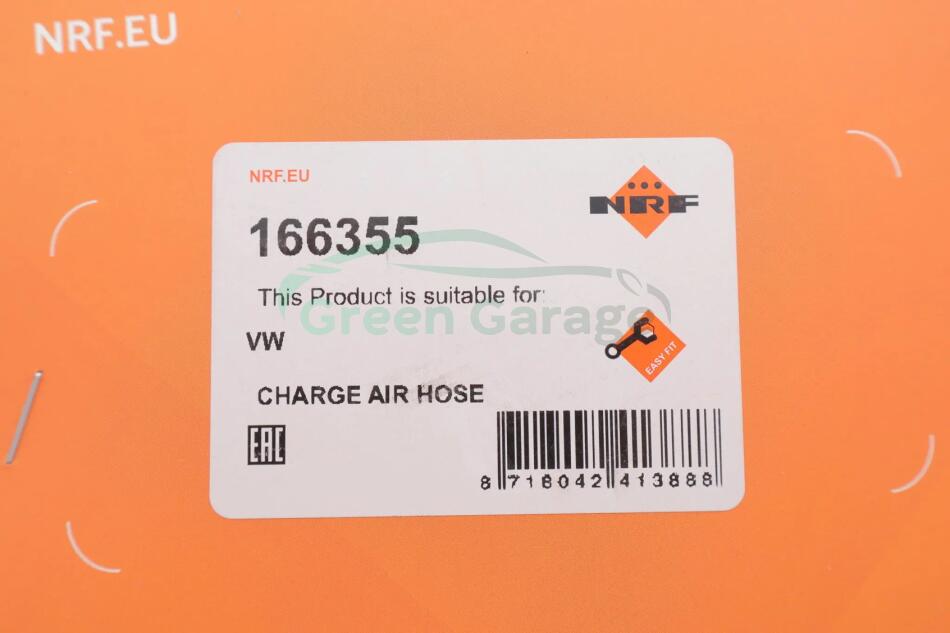 NRF.EU
NRF.EU
NRF
166355
This Product is suitable for:
Green Garage
VW
EASY FIT
CHARGE AIR HOSE
EAC
8 718042 413888